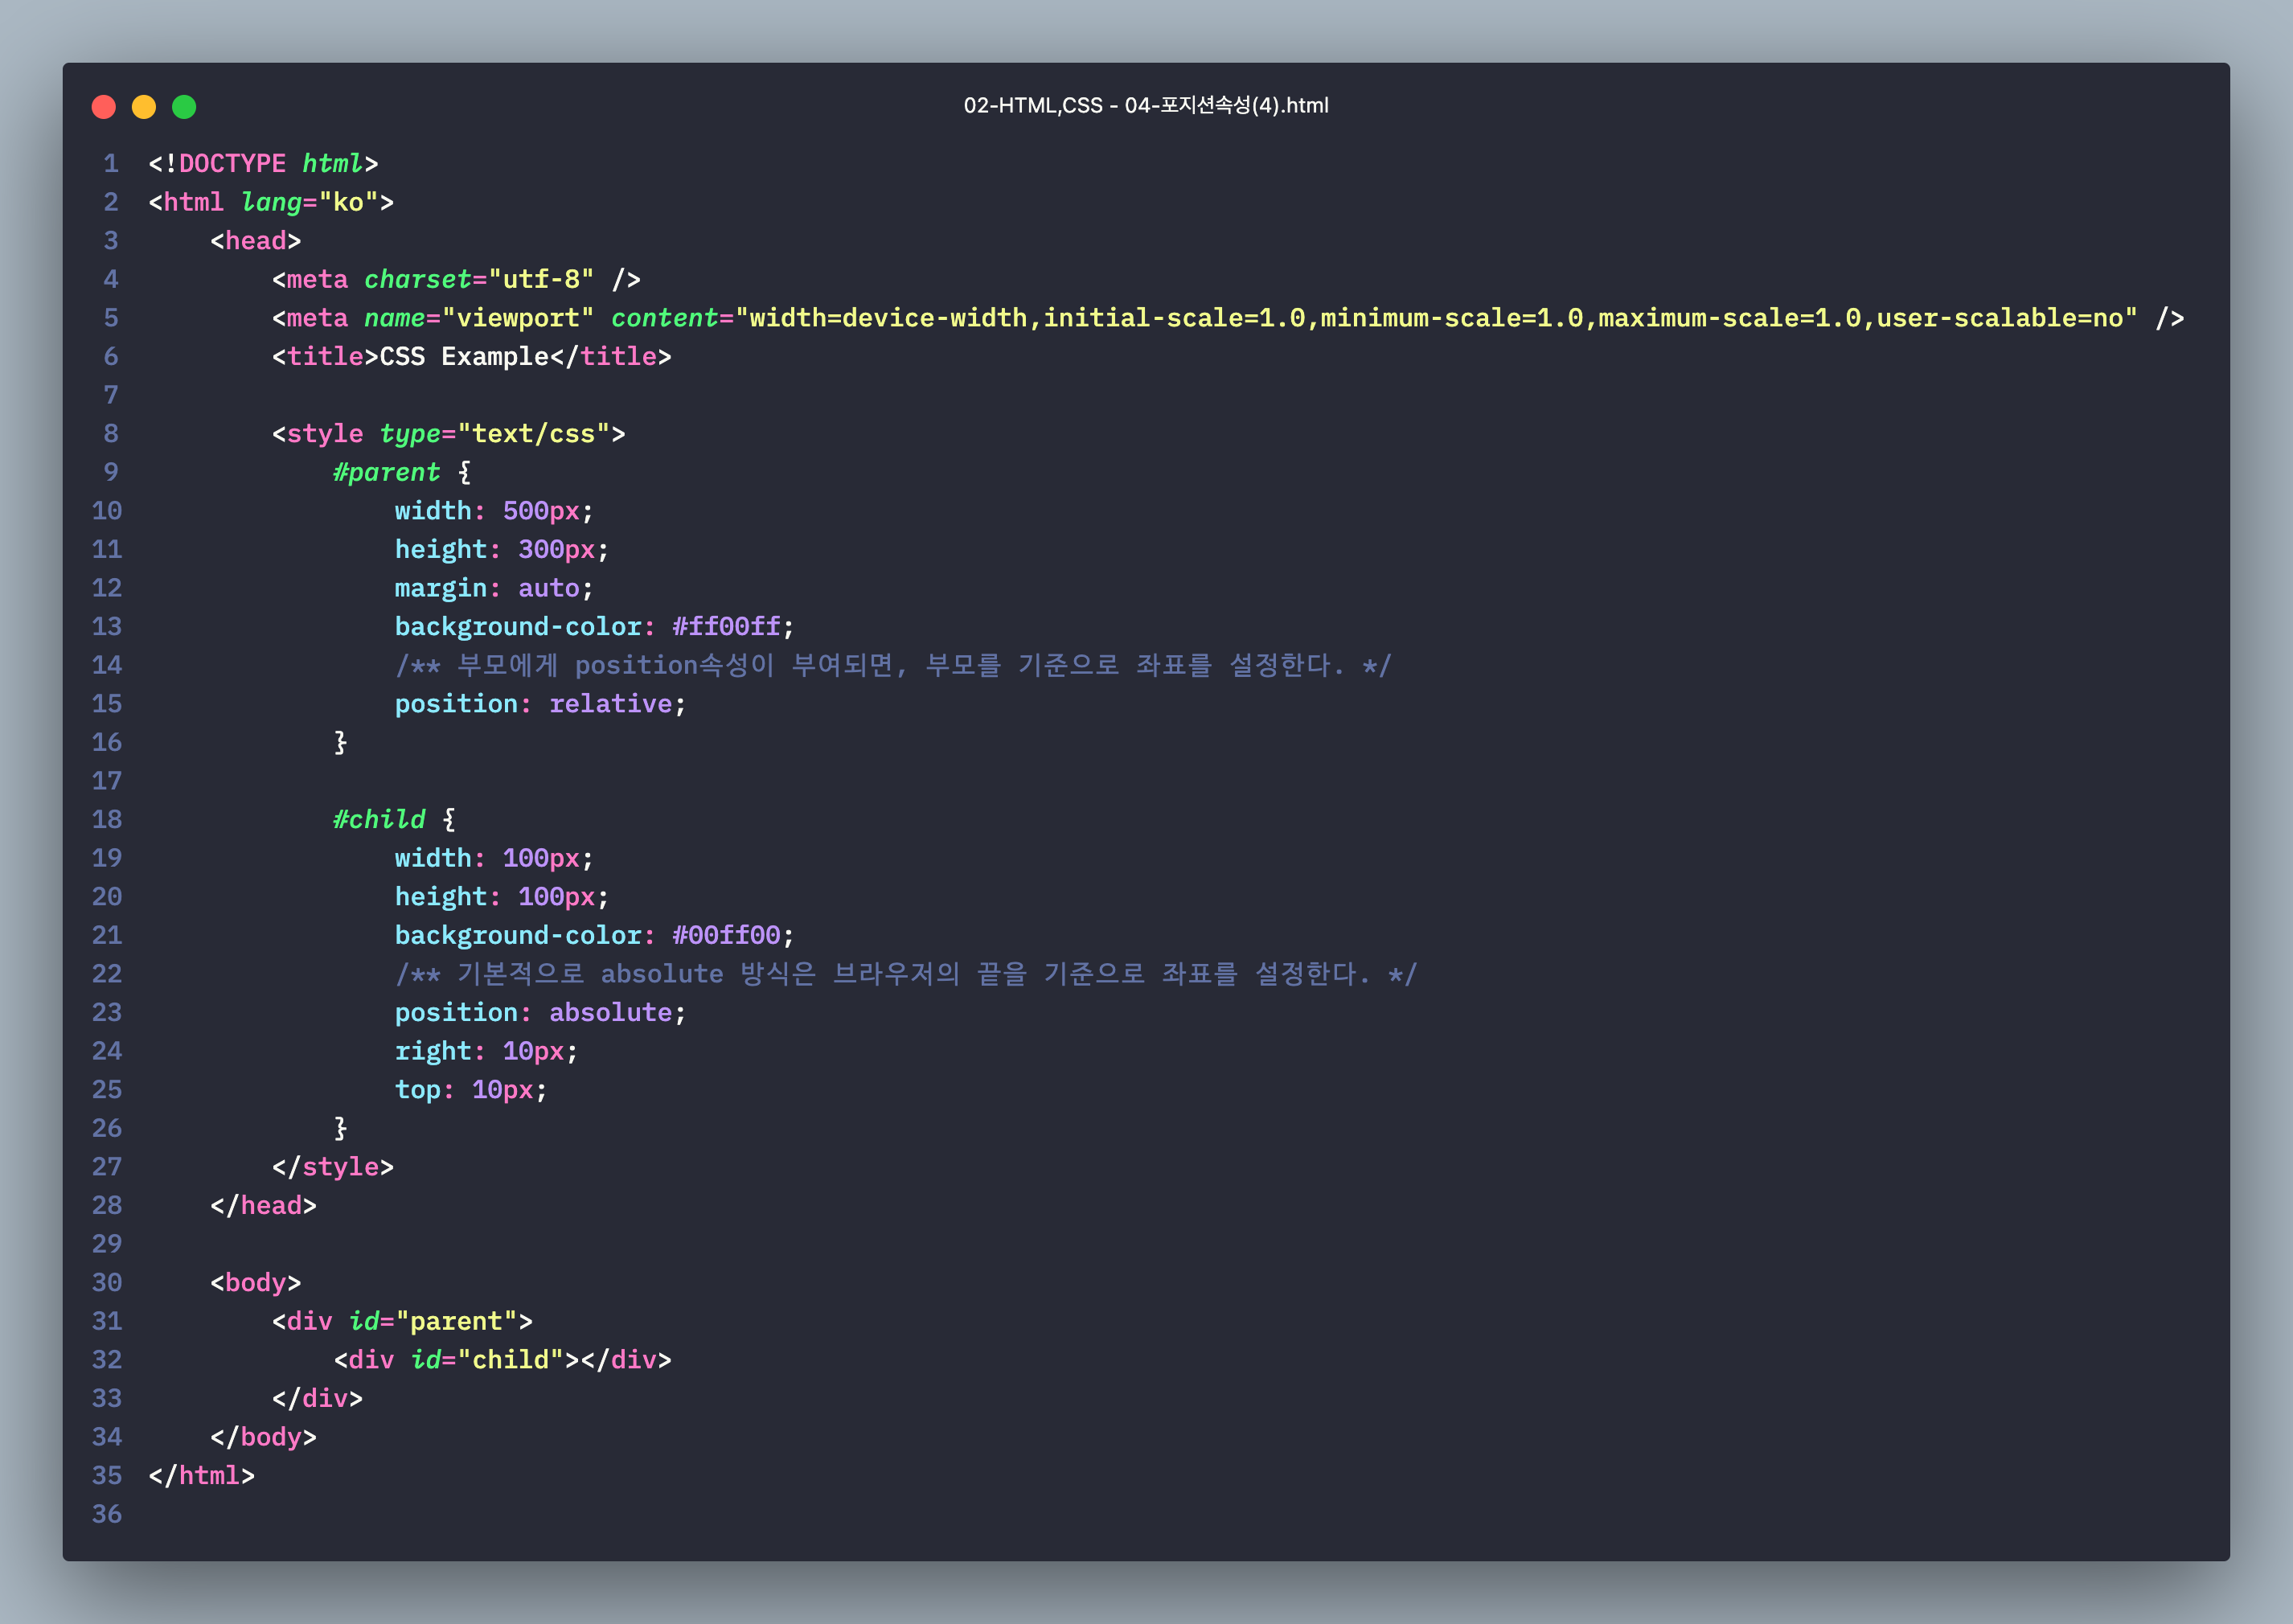 02-HTML,CSS - 04-포지션속성(4).html
1 <!DOCTYPE html>
2 <html lang="ko">
3     <head>
4         <meta charset="utf-8" />
5         <meta name="viewport" content="width=device-width,initial-scale=1.0,minimum-scale=1.0,maximum-scale=1.0,user-scalable=no" />
6         <title>CSS Example</title>
7
8         <style type="text/css">
9             #parent {
10                 width: 500px;
11                 height: 300px;
12                 margin: auto;
13                 background-color: #ff00ff;
14                 /** 부모에게 position속성이 부여되면, 부모를 기준으로 좌표를 설정한다. */
15                 position: relative;
16             }
17
18             #child {
19                 width: 100px;
20                 height: 100px;
21                 background-color: #00ff00;
22                 /** 기본적으로 absolute 방식은 브라우저의 끝을 기준으로 좌표를 설정한다. */
23                 position: absolute;
24                 right: 10px;
25                 top: 10px;
26             }
27         </style>
28     </head>
29
30     <body>
31         <div id="parent">
32             <div id="child"></div>
33         </div>
34     </body>
35 </html>
36